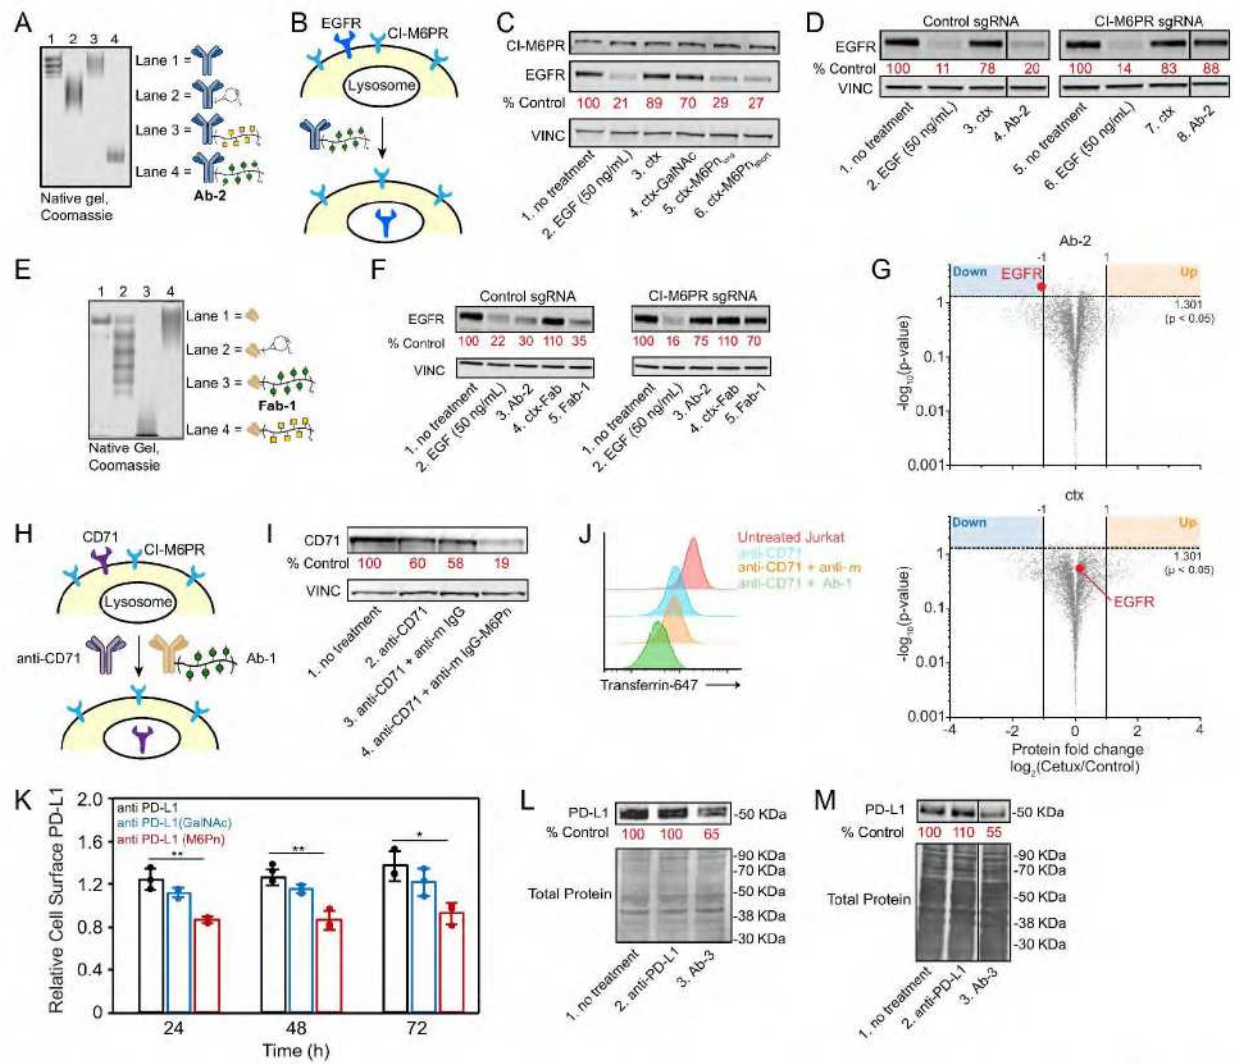 A
1 2 3 4
Lane 1 =
Lane 2 =
Lane 3 =
Lane 4 =
Ab-2
Native gel,
Coomassie
B
EGFR
CI-M6PR
Lysosome
C
CI-M6PR
EGFR
% Control 100 21 89 70 29 27
VINC
1. no treatment
2. EGF (50 ng/mL)
3. ctx
4. ctx-GalNAc
5. ctx-M6Pnlong
6. ctx-M6Pnshort
D
Control sgRNA CI-M6PR sgRNA
EGFR
% Control 100 11 78 20 100 14 83 88
VINC
1. no treatment
2. EGF (50 ng/mL)
3. ctx
4. Ab-2
5. no treatment
6. EGF (50 ng/mL)
7. ctx
8. Ab-2
E
1 2 3 4
Lane 1 =
Lane 2 =
Lane 3 =
Fab-1
Lane 4 =
Native Gel,
Coomassie
F
Control sgRNA CI-M6PR sgRNA
EGFR
% Control 100 22 30 110 35 100 16 75 110 70
VINC
1. no treatment
2. EGF (50 ng/mL)
3. Ab-2
4. ctx-Fab
5. Fab-1
1. no treatment
2. EGF (50 ng/mL)
3. Ab-2
4. ctx-Fab
5. Fab-1
G
Ab-2
-1 1
Down EGFR Up
1.301
(p < 0.05)
1
0.1
0.01
0.001
-log10(p-value)
ctx
-1 1
Down Up
1.301
(p < 0.05)
EGFR
1
0.1
0.01
0.001
-log10(p-value)
-4 -2 0 2 4
Protein fold change
log2(Cetux/Control)
H
CD71
CI-M6PR
Lysosome
anti-CD71
Ab-1
I
CD71
% Control 100 60 58 19
VINC
1. no treatment
2. anti-CD71
3. anti-CD71 + anti-m IgG
4. anti-CD71 + anti-m IgG-M6Pn
J
Untreated Jurkat
anti-CD71
anti-CD71 + anti-m
anti-CD71 + Ab-1
Transferrin-647
K
Relative Cell Surface PD-L1
2.0
1.6
1.2
0.8
0.4
0
anti PD-L1
anti PD-L1(GalNAc)
anti PD-L1 (M6Pn)
** ** *
24 48 72
Time (h)
L
PD-L1 -50 KDa
% Control 100 100 65
Total Protein
-90 KDa
-70 KDa
-50 KDa
-38 KDa
-30 KDa
1. no treatment
2. anti-PD-L1
3. Ab-3
M
PD-L1 -50 KDa
% Control 100 110 55
Total Protein
-90 KDa
-70 KDa
-50 KDa
-38 KDa
-30 KDa
1. no treatment
2. anti-PD-L1
3. Ab-3